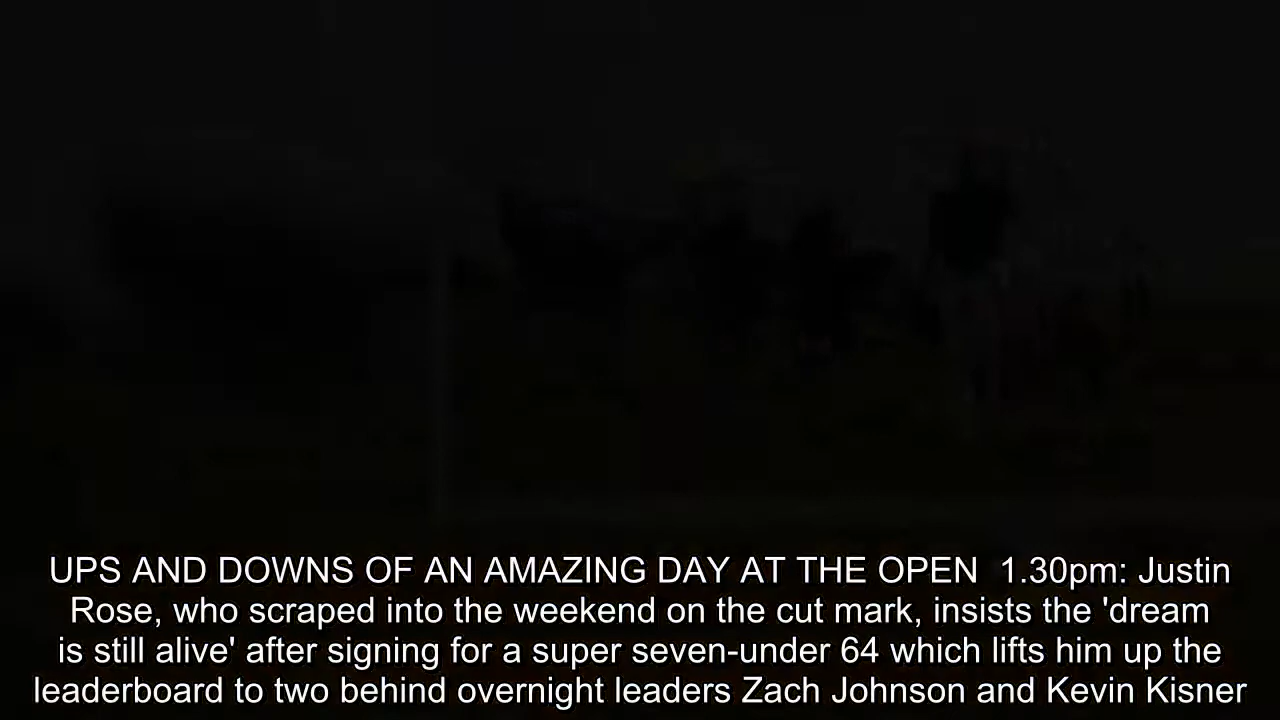 UPS AND DOWNS OF AN AMAZING DAY AT THE OPEN  1.30pm: Justin
Rose, who scraped into the weekend on the cut mark, insists the 'dream
is still alive' after signing for a super seven-under 64 which lifts him up the
leaderboard to two behind overnight leaders Zach Johnson and Kevin Kisner